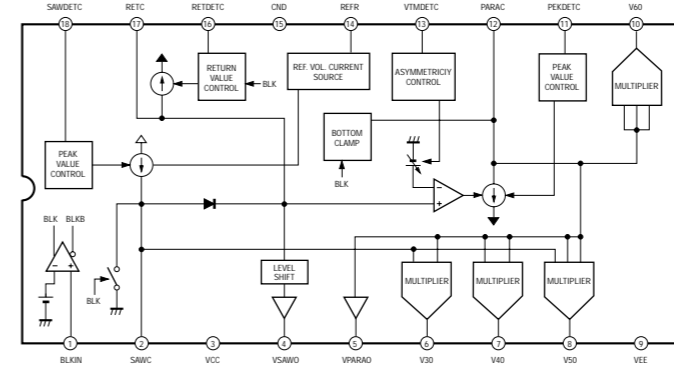 SAWDETC RETC RETDETC CND REFR VTMDETC PARAC PEKDETC V60
18 17 16 15 14 13 12 11 10
RETURN
VALUE
CONTROL
BLK
REF. VOL. CURRENT
SOURCE
ASYMMETRICIY
CONTROL
PEAK
VALUE
CONTROL
MULTIPLIER
BOTTOM
CLAMP
BLK
PEAK
VALUE
CONTROL
− +
BLK BLKB
− +
BLK
LEVEL
SHIFT
MULTIPLIER MULTIPLIER MULTIPLIER
1 2 3 4 5 6 7 8 9
BLKIN SAWC VCC VSAWO VPARAO V30 V40 V50 VEE